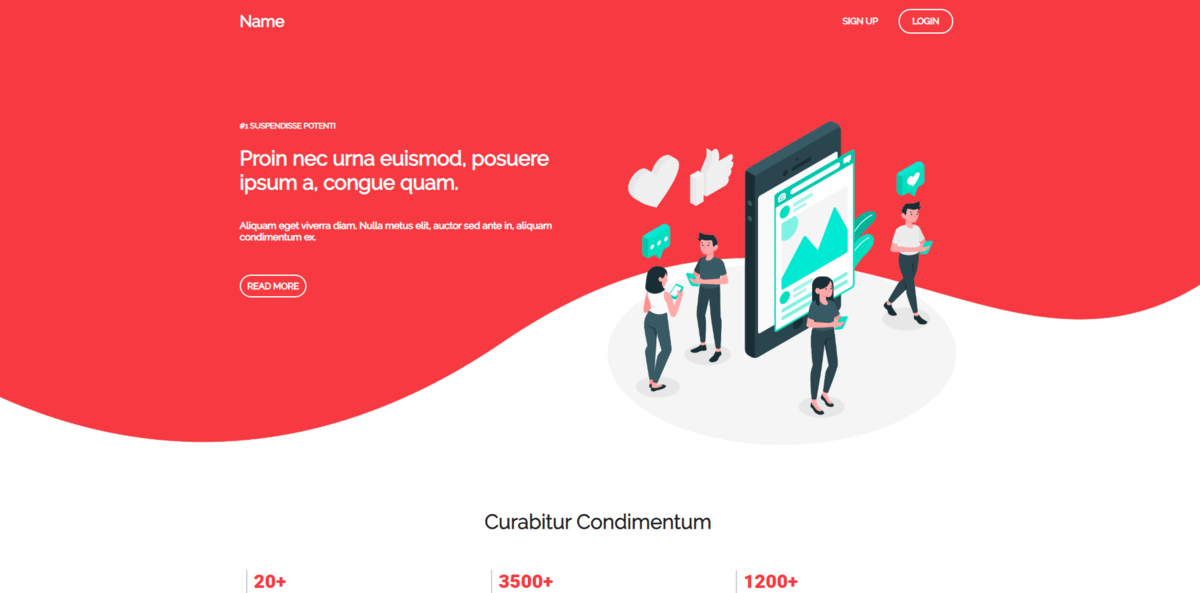 Name
SIGN UP
LOGIN
#1 SUSPENDISSE POTENTI
Proin nec urna euismod, posuere
ipsum a, congue quam.
Aliquam eget viverra diam. Nulla metus elit, auctor sed ante in, aliquam
condimentum ex.
READ MORE
Curabitur Condimentum
20+
3500+
1200+